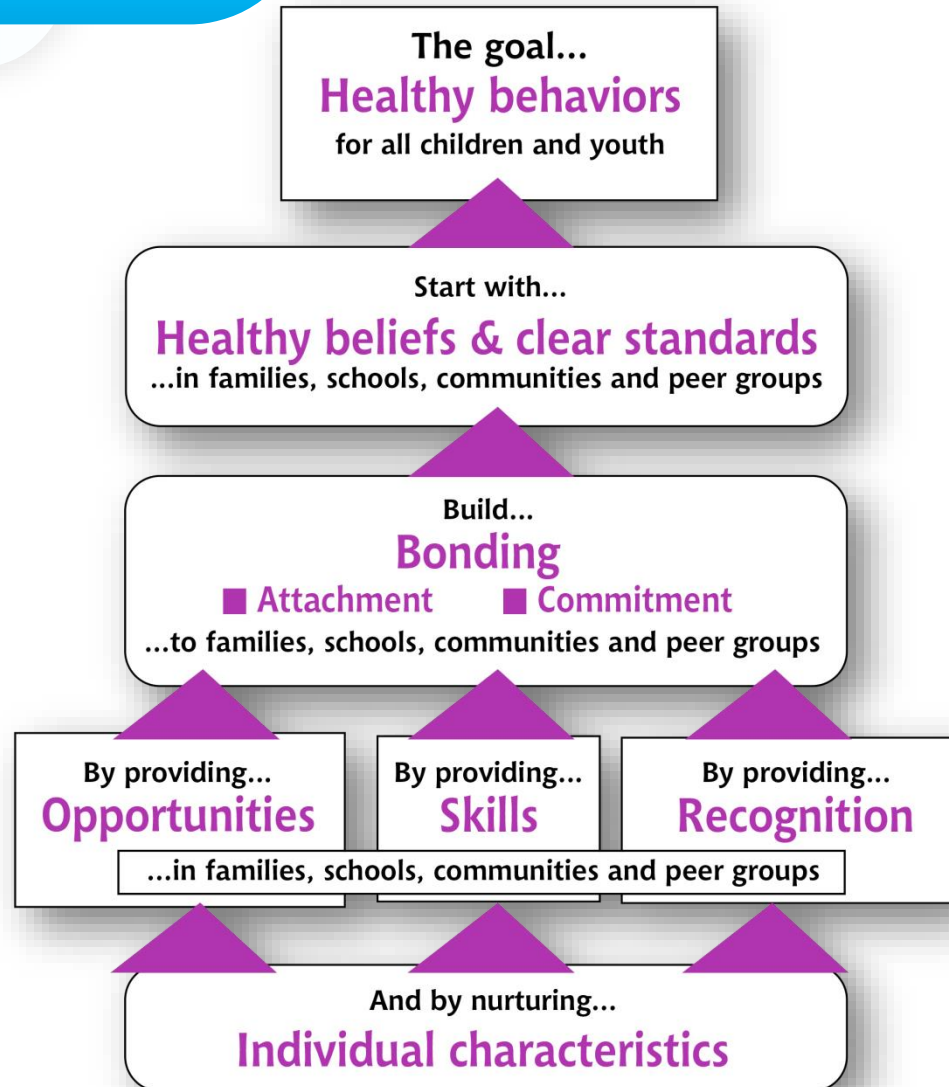 The goal...
Healthy behaviors
for all children and youth
Start with...
Healthy beliefs & clear standards
...in families, schools, communities and peer groups
Build...
Bonding
Attachment
Commitment
...to families, schools, communities and peer groups
By providing...
Opportunities
By providing...
Skills
By providing...
Recognition
...in families, schools, communities and peer groups
And by nurturing...
Individual characteristics